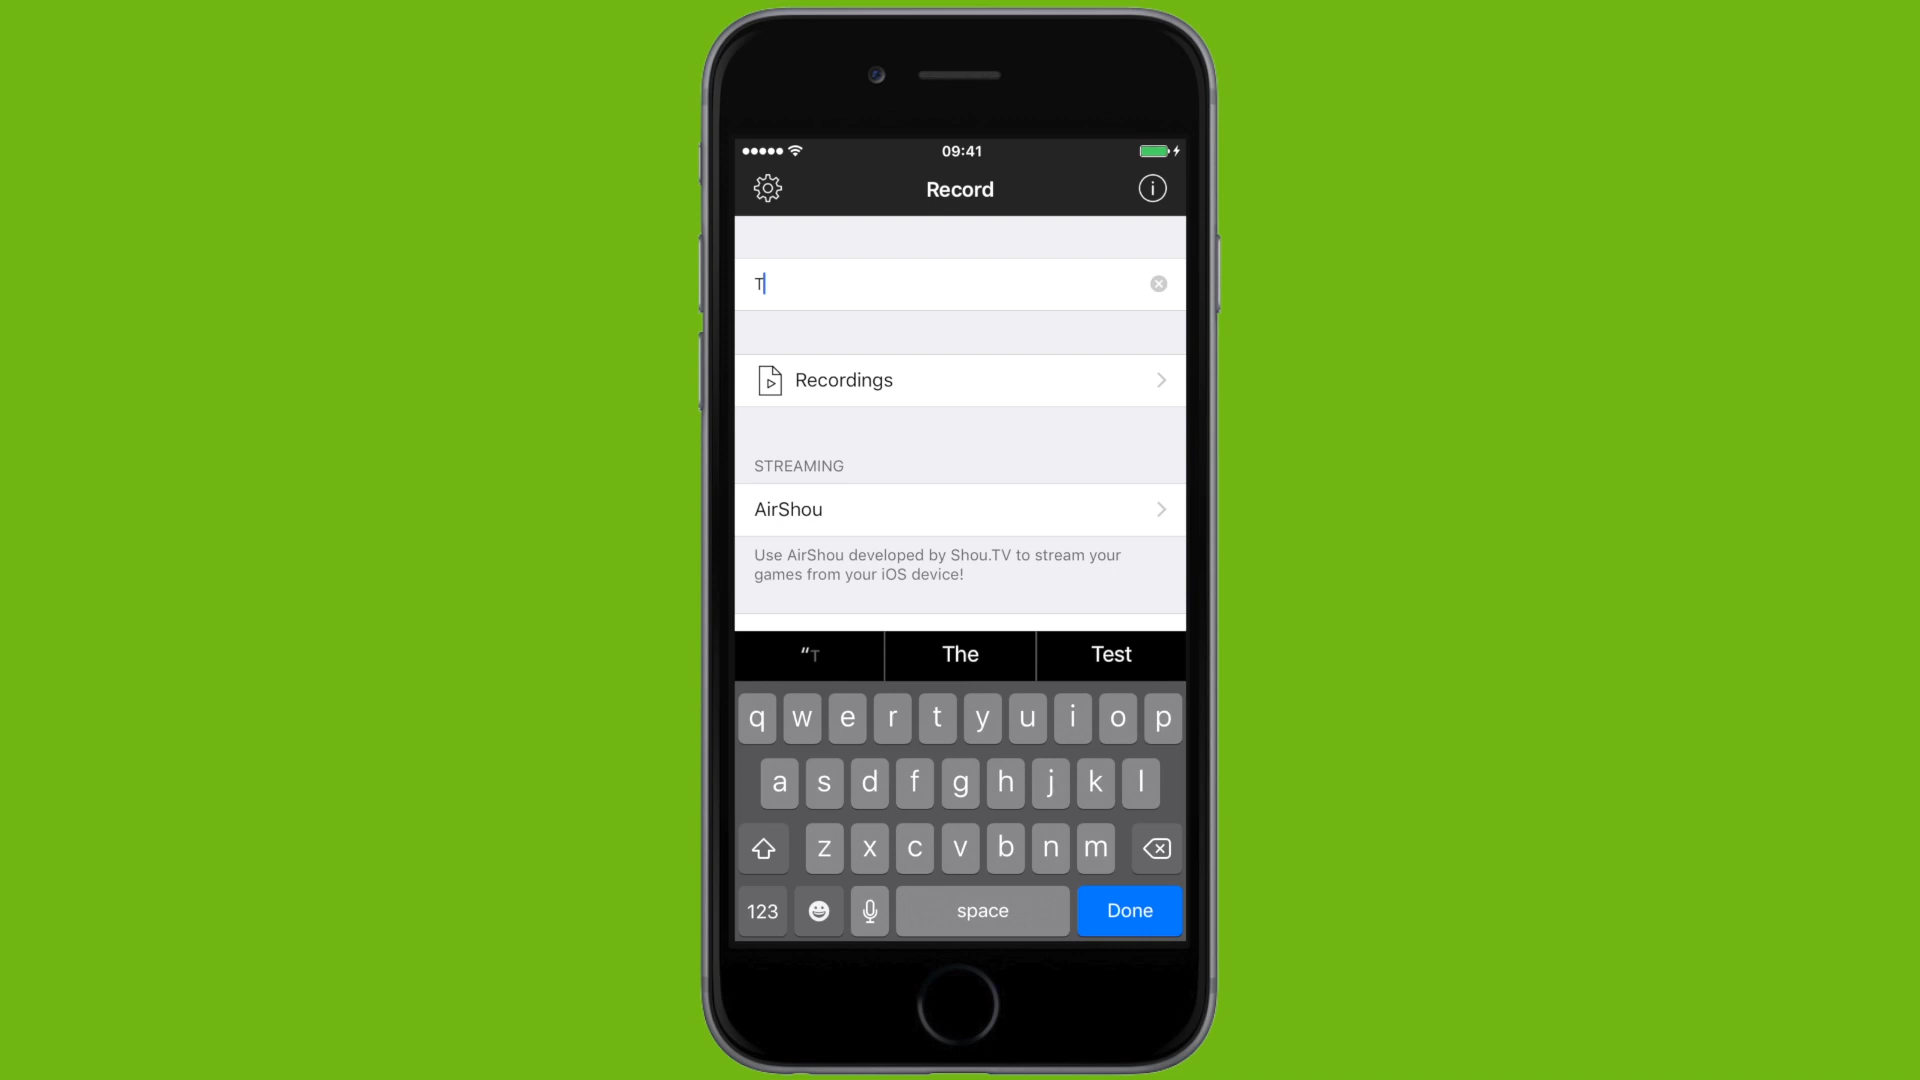 09:41
Record
T
Recordings
STREAMING
AirShou
Use AirShou developed by Shou.TV to stream your
games from your iOS device!
“T The Test
q w e r t y u i o p
a s d f g h j k l
z x c v b n m
123 space Done